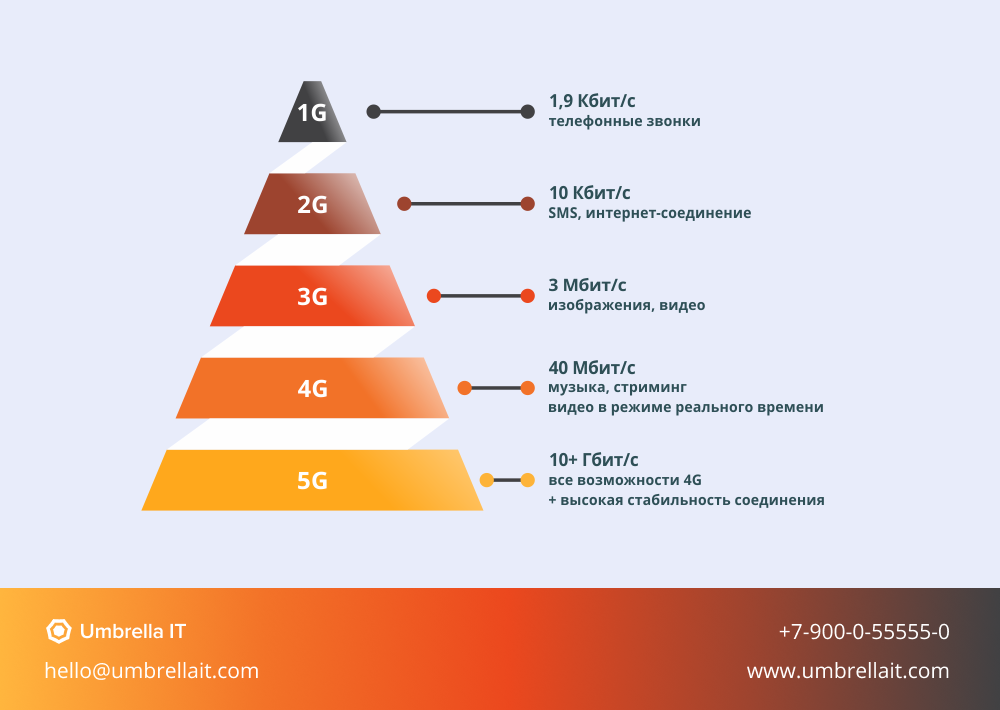 1G
1,9 Кбит/с
телефонные звонки
2G
10 Кбит/с
SMS, интернет-соединение
3G
3 Мбит/с
изображения, видео
4G
40 Мбит/с
музыка, стриминг
видео в режиме реального времени
5G
10+ Гбит/с
все возможности 4G
+ высокая стабильность соединения
Umbrella IT
hello@umbrellait.com
+7-900-0-55555-0
www.umbrellait.com